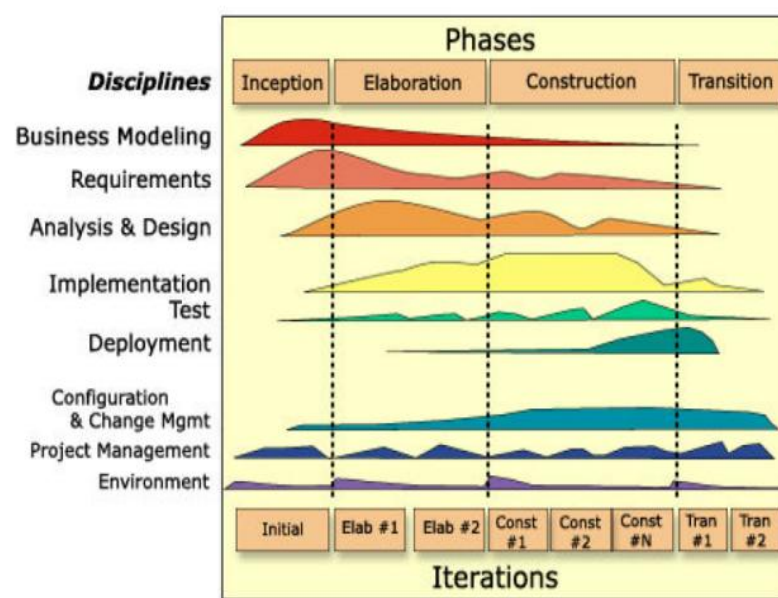 Phases
Disciplines
Inception
Elaboration
Construction
Transition
Business Modeling
Requirements
Analysis & Design
Implementation
Test
Deployment
Configuration
& Change Mgmt
Project Management
Environment
Initial
Elab #1
Elab #2
Const
#1
Const
#2
Const
#N
Tran
#1
Tran
#2
Iterations